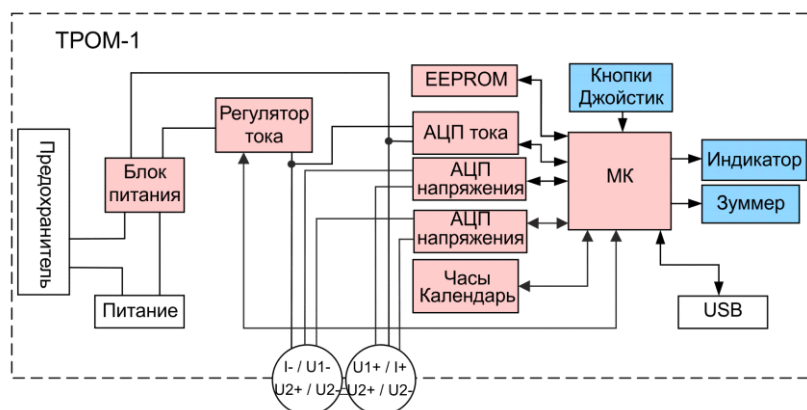 ТРОМ-1
EEPROM
Кнопки
Джойстик
Регулятор
тока
АЦП тока
Предохранитель
Блок
питания
АЦП
напряжения
МК
Индикатор
Зуммер
АЦП
напряжения
Часы
Календарь
Питание
USB
I- / U1-
U2+ / U2-
U1+ / I+
U2+ / U2-